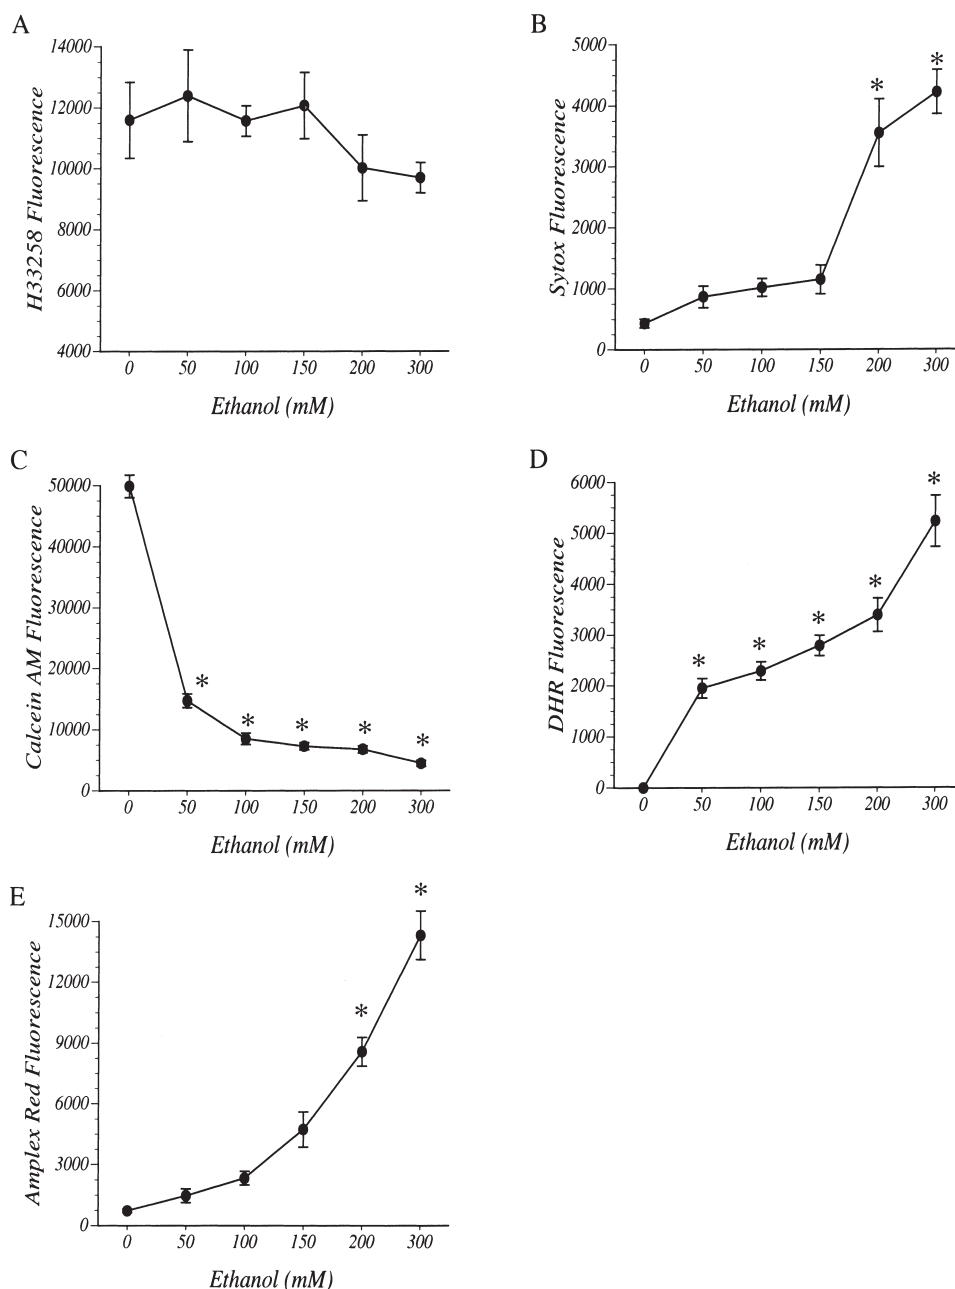 A
H33258 Fluorescence
14000
12000
10000
8000
6000
4000
0 50 100 150 200 300
Ethanol (mM)
B
Sytox Fluorescence
5000
4000
3000
2000
1000
0
0 50 100 150 200 300
Ethanol (mM)
* *
C
Calcein AM Fluorescence
50000
40000
30000
20000
10000
0
0 50 100 150 200 300
Ethanol (mM)
* * * * *
D
DHR Fluorescence
6000
5000
4000
3000
2000
1000
0
0 50 100 150 200 300
Ethanol (mM)
* * * * *
E
Amplex Red Fluorescence
15000
12000
9000
6000
3000
0
0 50 100 150 200 300
Ethanol (mM)
* *